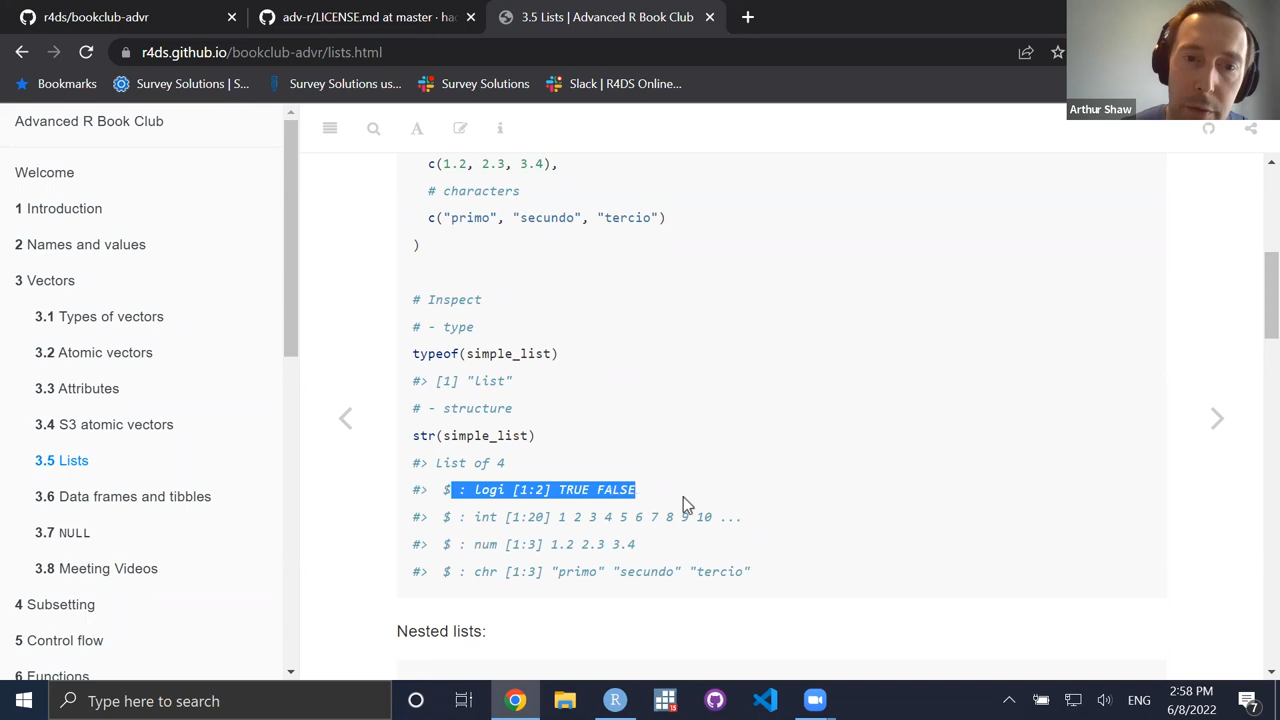 r4ds/bookclub-advr
adv-r/LICENSE.md at master · ha
3.5 Lists | Advanced R Book Club
r4ds.github.io/bookclub-advr/lists.html
Bookmarks
Survey Solutions | S...
Survey Solutions us...
Survey Solutions
Slack | R4DS Onlin...
Arthur Shaw
Advanced R Book Club
Welcome
1 Introduction
2 Names and values
3 Vectors
3.1 Types of vectors
3.2 Atomic vectors
3.3 Attributes
3.4 S3 atomic vectors
3.5 Lists
3.6 Data frames and tibbles
3.7 NULL
3.8 Meeting Videos
4 Subsetting
5 Control flow
6 Functions
c(1.2, 2.3, 3.4),
# characters
c("primo", "secundo", "tercio")
)
# Inspect
# - type
typeof(simple_list)
#> [1] "list"
# - structure
str(simple_list)
#> List of 4
#>  $ : logi [1:2] TRUE FALSE
#>  $ : int [1:20] 1 2 3 4 5 6 7 8 9 10 ...
#>  $ : num [1:3] 1.2 2.3 3.4
#>  $ : chr [1:3] "primo" "secundo" "tercio"
Nested lists:
Type here to search
ENG
2:58 PM
6/8/2022
7